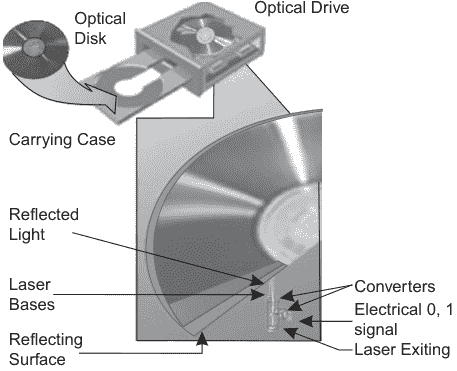 Optical
Disk
Optical Drive
Carrying Case
Reflected
Light
Laser
Bases
Reflecting
Surface
Converters
Electrical 0, 1
signal
Laser Exiting